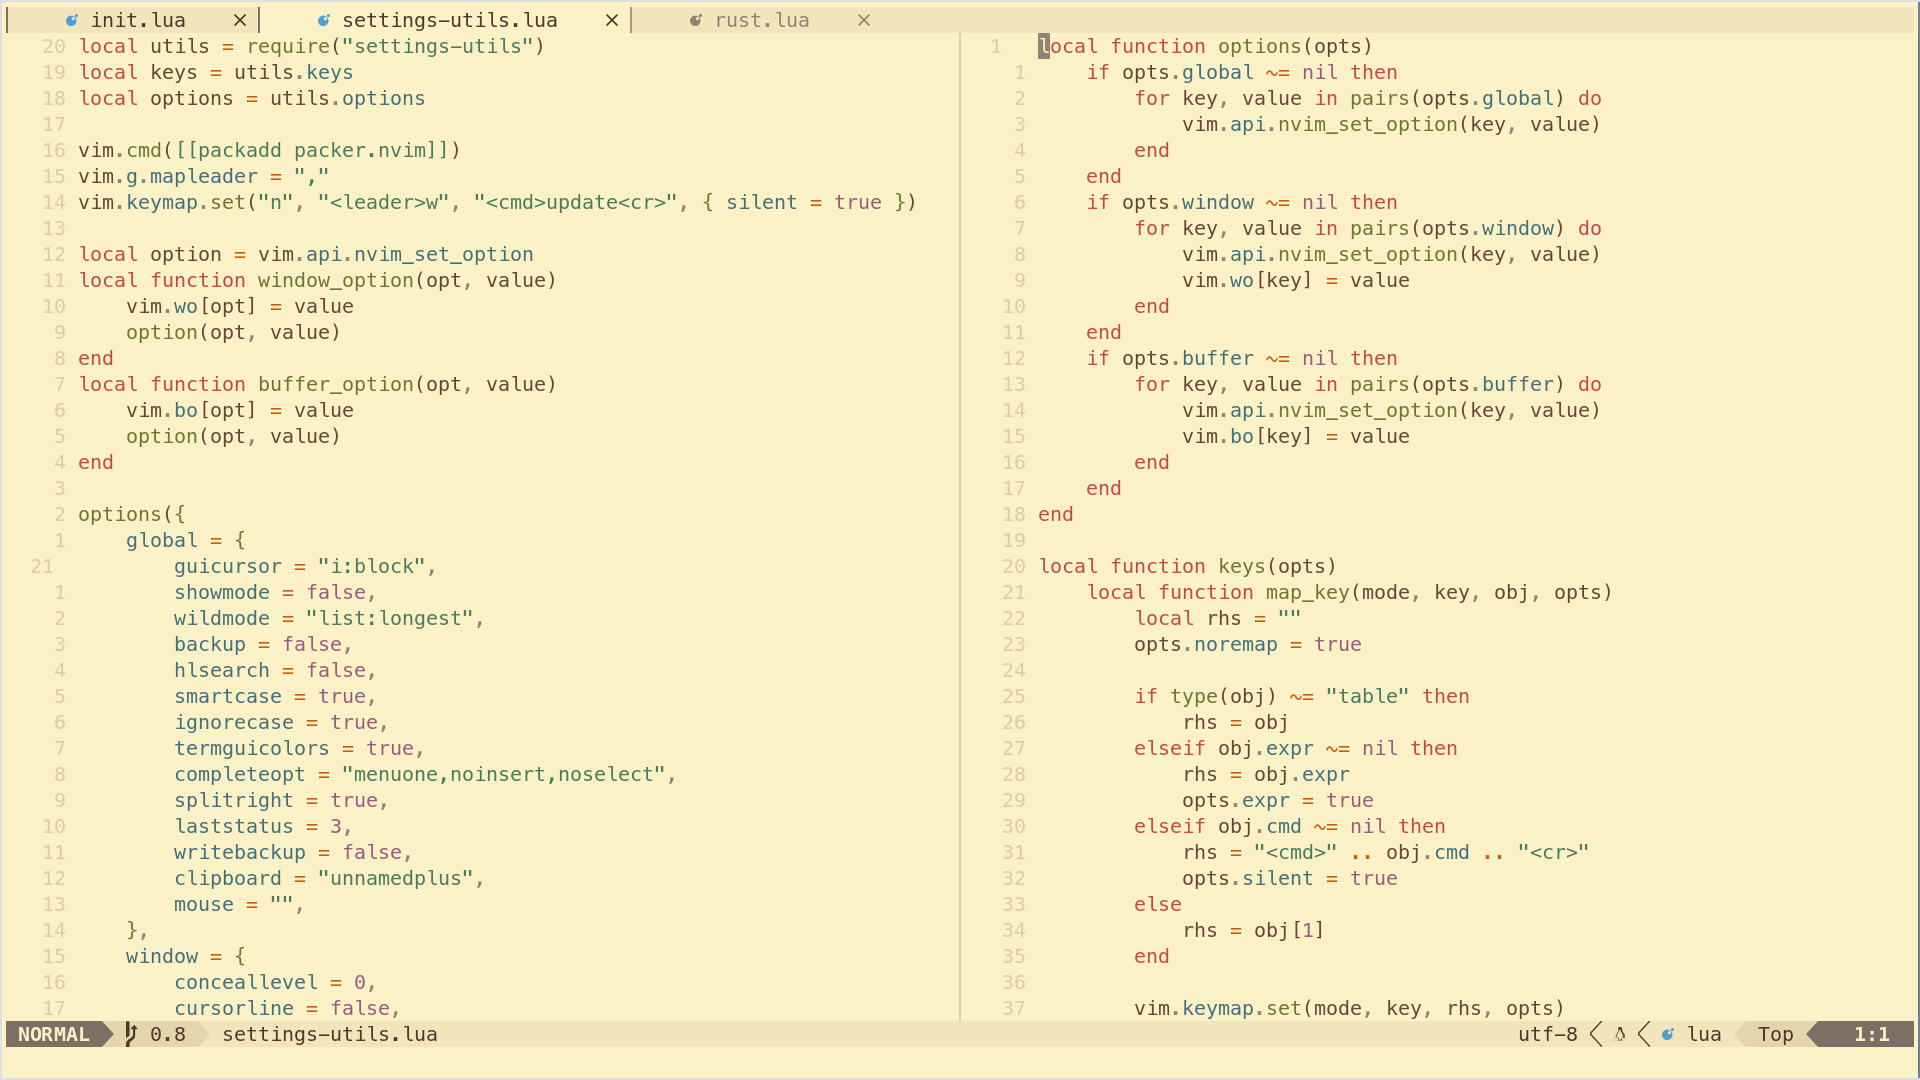 init.lua × settings-utils.lua × rust.lua ×
20 local utils = require("settings-utils")
19 local keys = utils.keys
18 local options = utils.options
17
16 vim.cmd([[packadd packer.nvim]])
15 vim.g.mapleader = ","
14 vim.keymap.set("n", "<leader>w", "<cmd>update<cr>", { silent = true })
13
12 local option = vim.api.nvim_set_option
11 local function window_option(opt, value)
10     vim.wo[opt] = value
9     option(opt, value)
8 end
7 local function buffer_option(opt, value)
6     vim.bo[opt] = value
5     option(opt, value)
4 end
3
2 options({
1     global = {
21         guicursor = "i:block",
1         showmode = false,
2         wildmode = "list:longest",
3         backup = false,
4         hlsearch = false,
5         smartcase = true,
6         ignorecase = true,
7         termguicolors = true,
8         completeopt = "menuone,noinsert,noselect",
9         splitright = true,
10         laststatus = 3,
11         writebackup = false,
12         clipboard = "unnamedplus",
13         mouse = "",
14     },
15     window = {
16         conceallevel = 0,
17         cursorline = false,
1 local function options(opts)
1     if opts.global ~= nil then
2         for key, value in pairs(opts.global) do
3             vim.api.nvim_set_option(key, value)
4         end
5     end
6     if opts.window ~= nil then
7         for key, value in pairs(opts.window) do
8             vim.api.nvim_set_option(key, value)
9             vim.wo[key] = value
10         end
11     end
12     if opts.buffer ~= nil then
13         for key, value in pairs(opts.buffer) do
14             vim.api.nvim_set_option(key, value)
15             vim.bo[key] = value
16         end
17     end
18 end
19
20 local function keys(opts)
21     local function map_key(mode, key, obj, opts)
22         local rhs = ""
23         opts.noremap = true
24
25         if type(obj) ~= "table" then
26             rhs = obj
27         elseif obj.expr ~= nil then
28             rhs = obj.expr
29             opts.expr = true
30         elseif obj.cmd ~= nil then
31             rhs = "<cmd>" .. obj.cmd .. "<cr>"
32             opts.silent = true
33         else
34             rhs = obj[1]
35         end
36
37         vim.keymap.set(mode, key, rhs, opts)
NORMAL 0.8 settings-utils.lua utf-8 lua Top 1:1